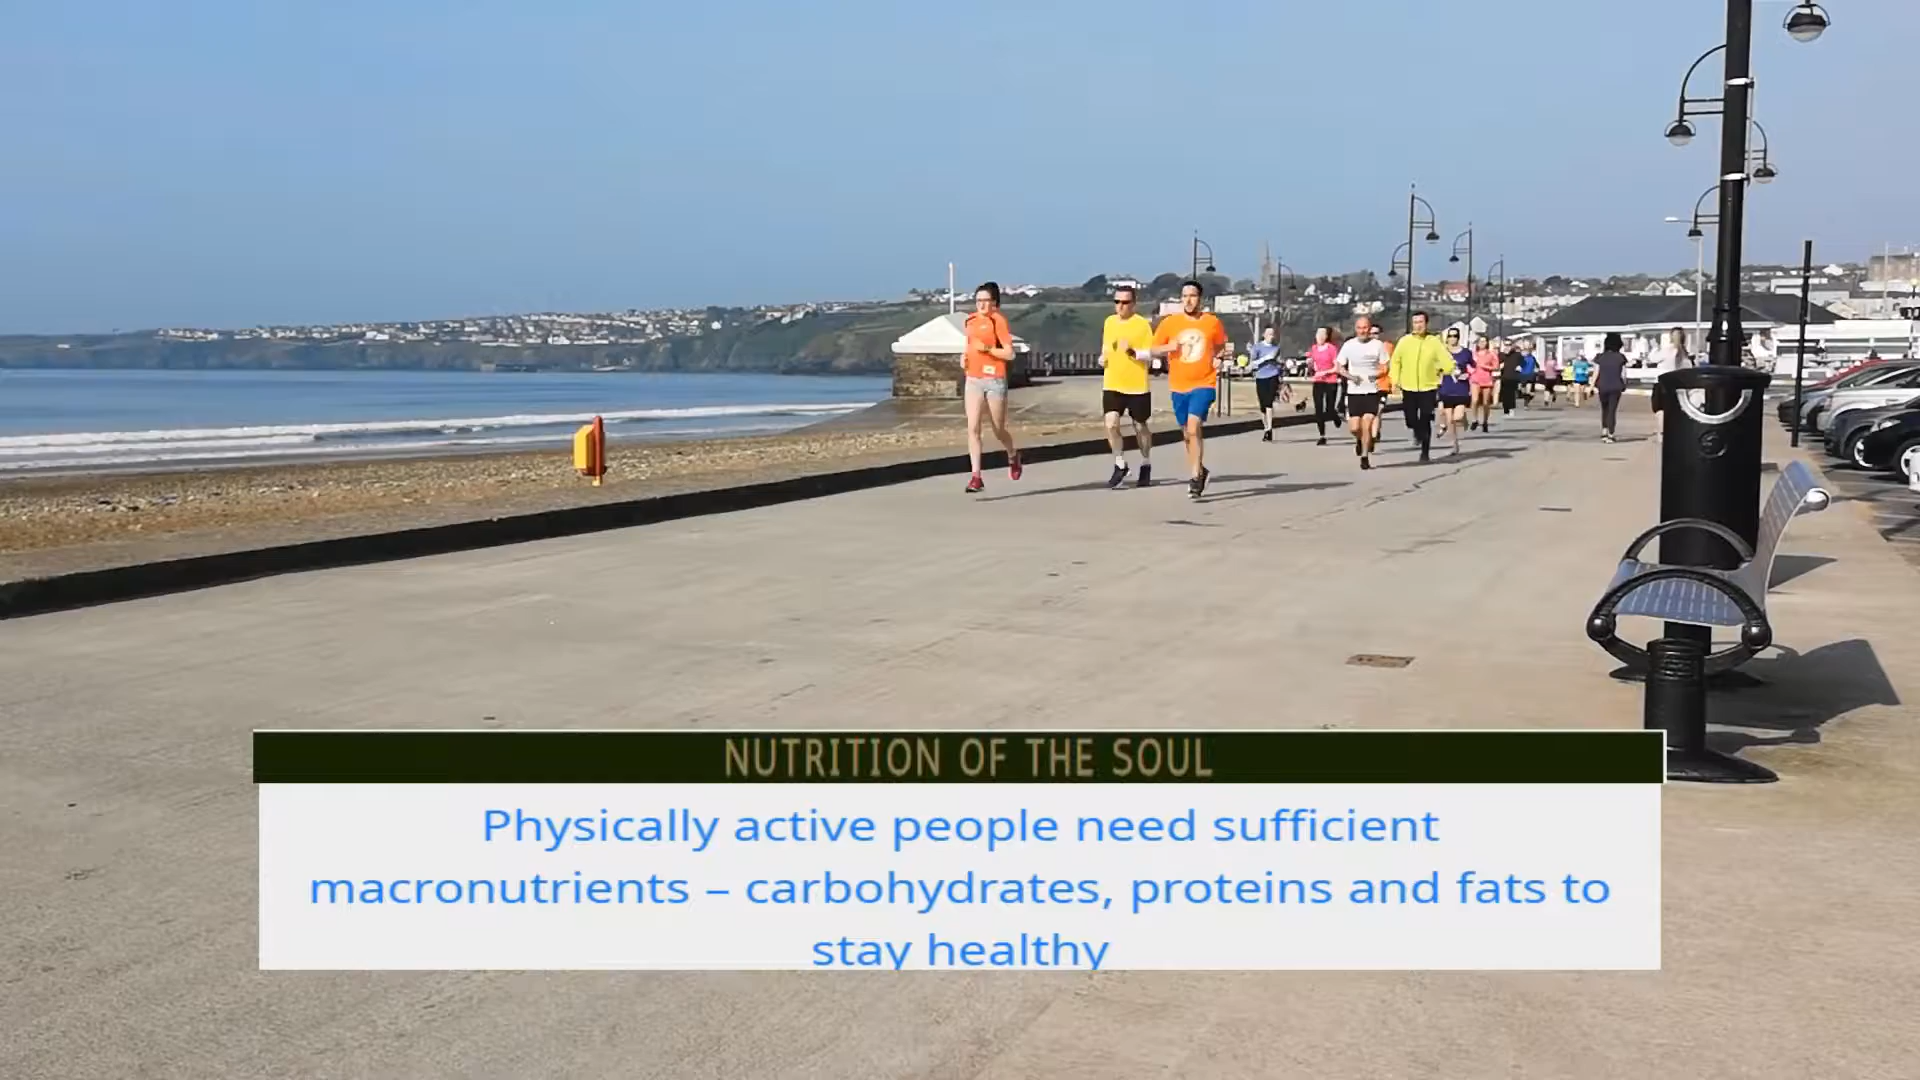 NUTRITION OF THE SOUL
Physically active people need sufficient
macronutrients – carbohydrates, proteins and fats to
stay healthy